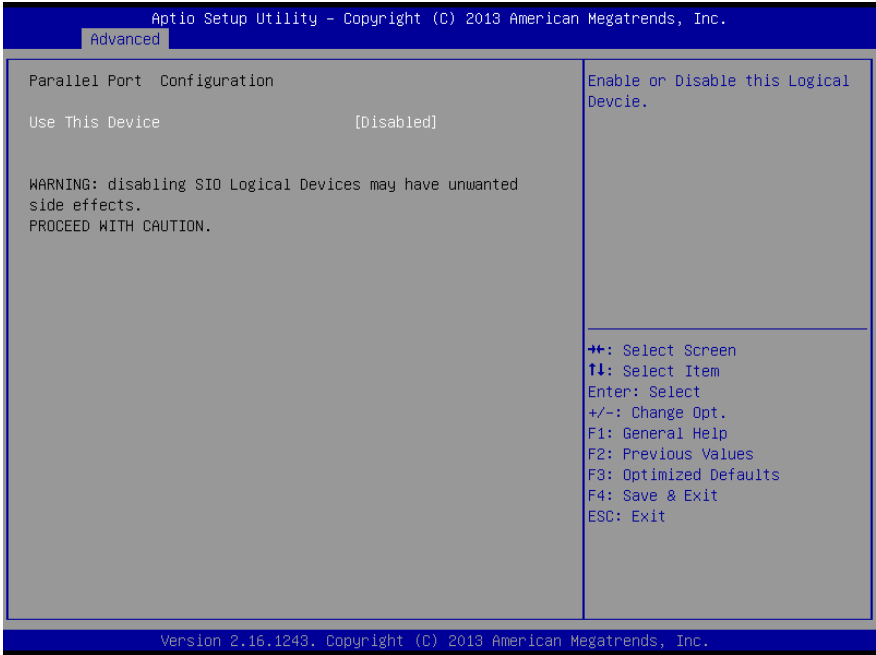 Aptio Setup Utility – Copyright (C) 2013 American Megatrends, Inc.
Advanced
Parallel Port  Configuration
Use This Device [Disabled]
WARNING: disabling SIO Logical Devices may have unwanted
side effects.
PROCEED WITH CAUTION.
Enable or Disable this Logical
Devcie.
→←: Select Screen
↑↓: Select Item
Enter: Select
+/-: Change Opt.
F1: General Help
F2: Previous Values
F3: Optimized Defaults
F4: Save & Exit
ESC: Exit
Version 2.16.1243. Copyright (C) 2013 American Megatrends, Inc.